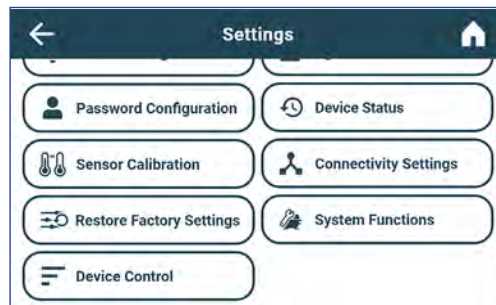 Settings
Password Configuration
Device Status
Sensor Calibration
Connectivity Settings
Restore Factory Settings
System Functions
Device Control